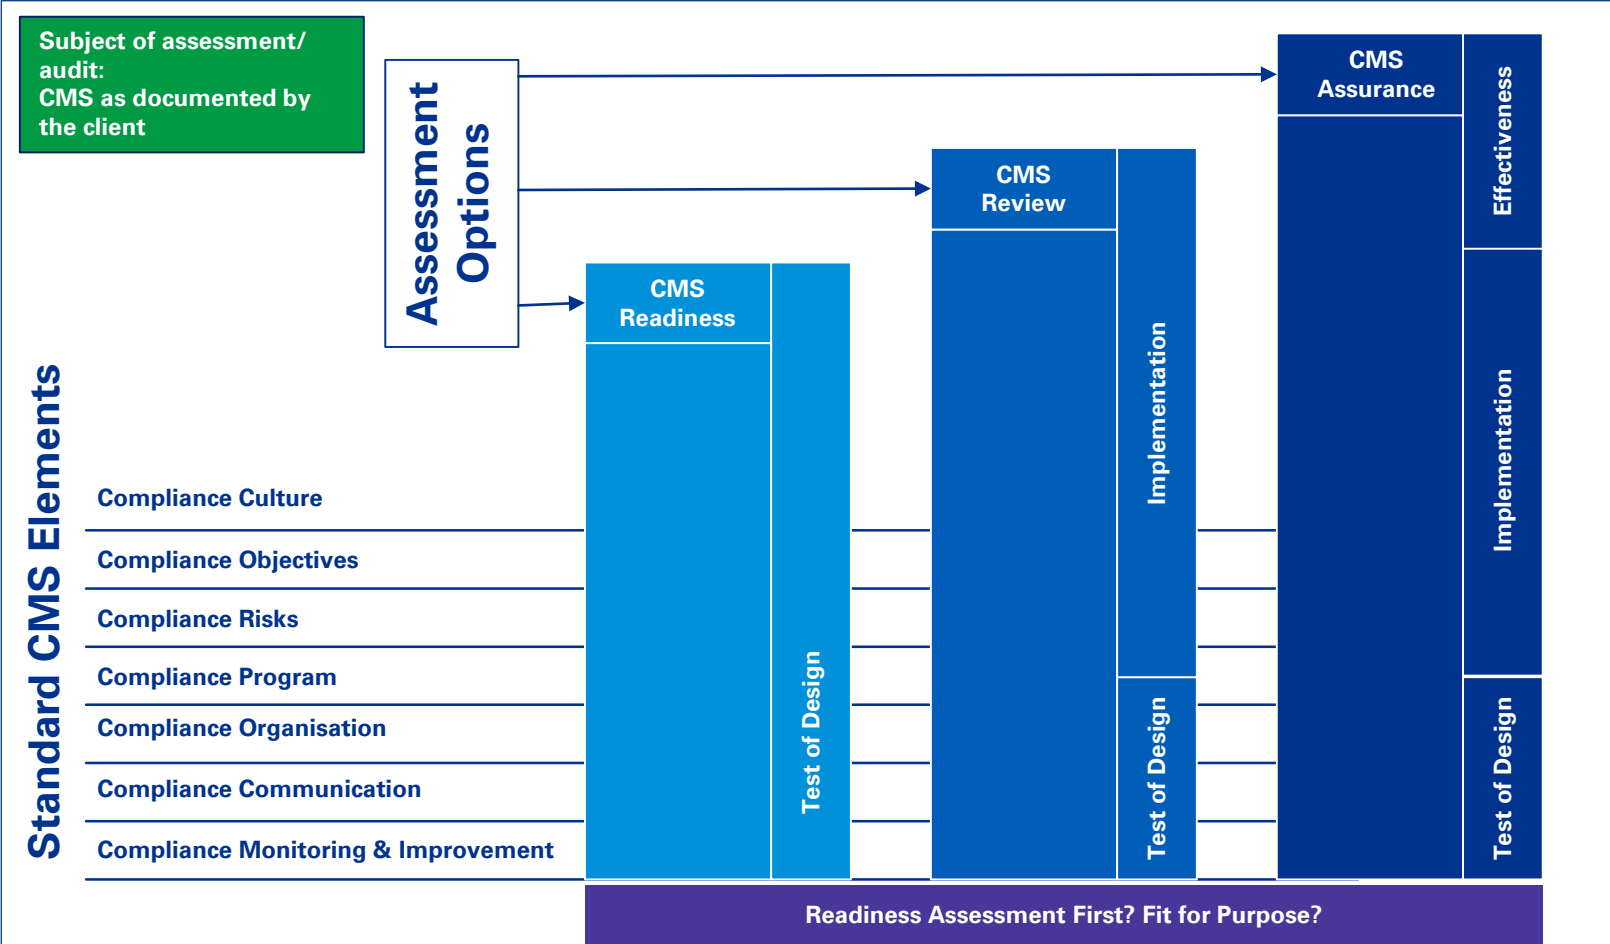 Subject of assessment/
audit:
CMS as documented by
the client
Assessment
Options
CMS
Assurance
Effectiveness
Implementation
Test of Design
CMS
Review
Implementation
Test of Design
CMS
Readiness
Test of Design
Standard CMS Elements
Compliance Culture
Compliance Objectives
Compliance Risks
Compliance Program
Compliance Organisation
Compliance Communication
Compliance Monitoring & Improvement
Readiness Assessment First? Fit for Purpose?